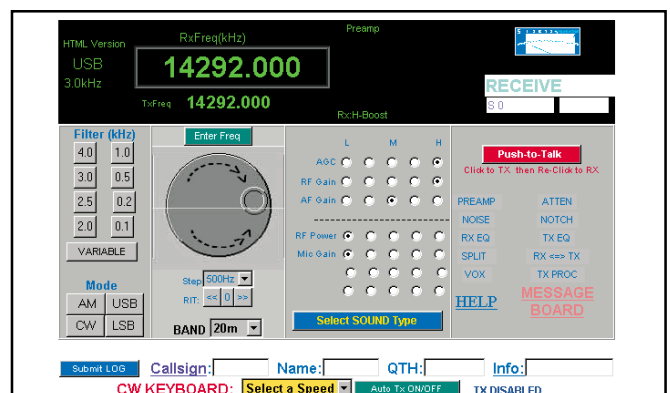 Preamp
HTML Version RxFreq(kHz)
USB
3.0kHz
14292.000
TxFreq 14292.000
Rx:H-Boost
RECEIVE
S 0
Filter (kHz)
4.0 1.0
3.0 0.5
2.5 0.2
2.0 0.1
VARIABLE
Mode
AM USB
CW LSB
Enter Freq
Step 500Hz
RIT: << 0 >>
BAND 20m
L M H
AGC
RF Gain
AF Gain
RF Power
Mic Gain
Select SOUND Type
Push-to-Talk
Click to TX then Re-Click to RX
PREAMP ATTEN
NOISE NOTCH
RX EQ TX EQ
SPLIT RX <=> TX
VOX TX PROC
HELP MESSAGE BOARD
Submit LOG Callsign: Name: QTH: Info:
CW KEYBOARD: Select a Speed Auto Tx ON/OFF TX DISABLED